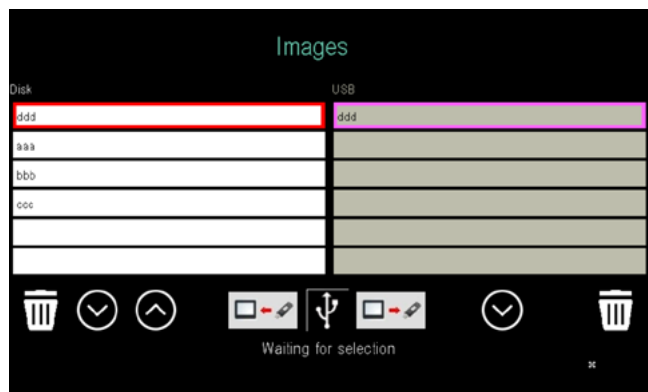 Images
Disk USB
ddd ddd
aaa
bbb
ccc
Waiting for selection